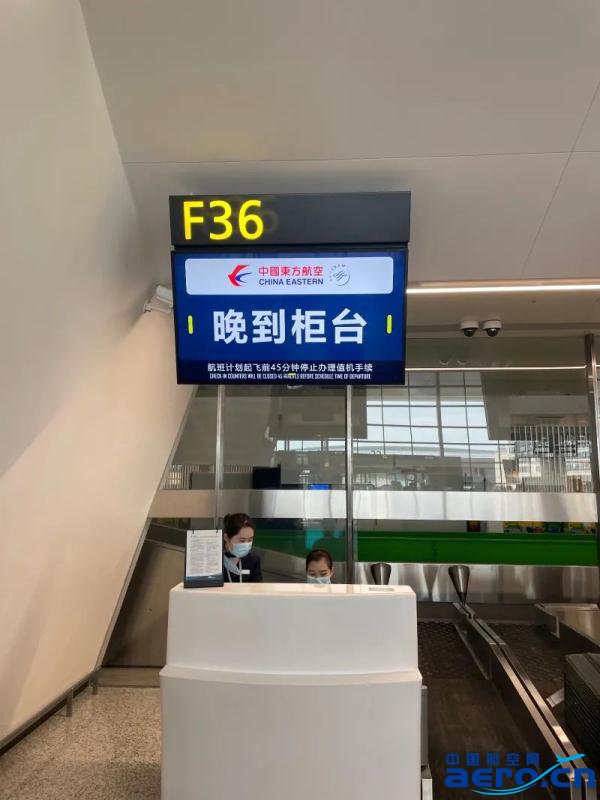 F36
中國東方航空
CHINA EASTERN
SKYTEAM
晚到柜台
航班计划起飞前45分钟停止办理值机手续
CHECK-IN COUNTERS WILL BE CLOSED 45 MINUTES BEFORE SCHEDULE TIME OF DEPARTURE
中国航空网
aero.cn